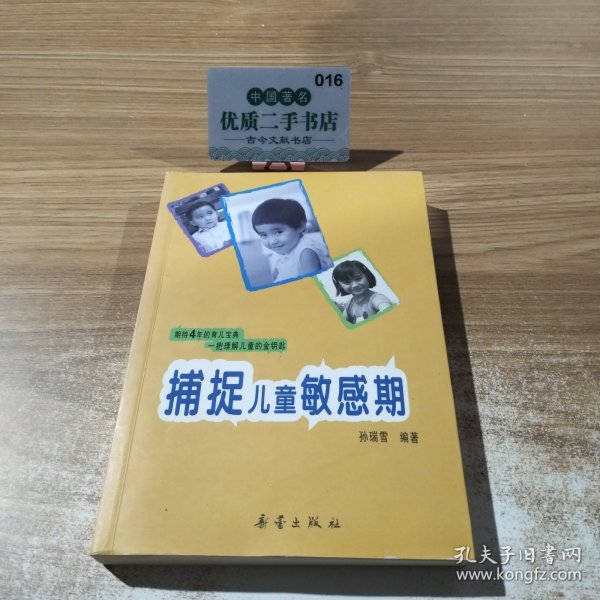 016
中国著名
优质二手书店
古今文献书店
期待4年的育儿宝典
一把理解儿童的金钥匙
捕捉儿童敏感期
孙瑞雪 编著
新蕾出版社
孔夫子旧书网
www.kongfz.com